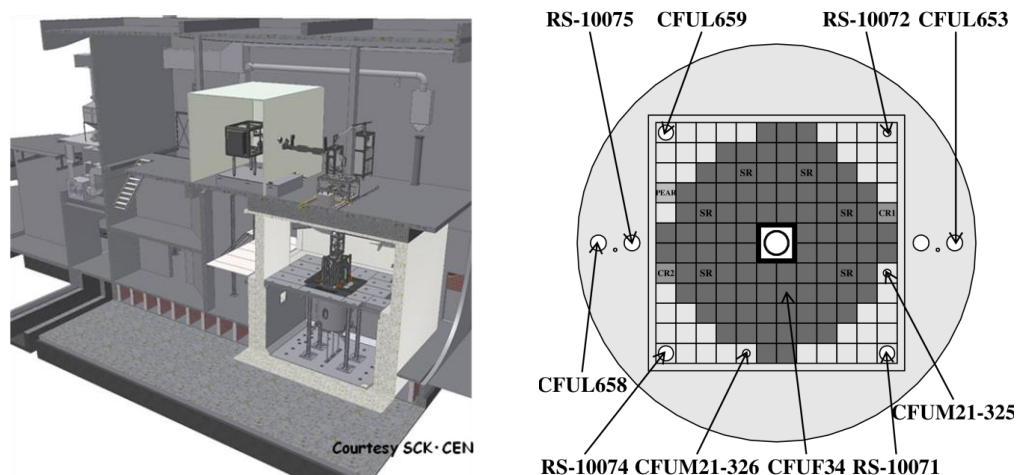 Courtesy SCK·CEN
RS-10075 CFUL659 RS-10072 CFUL653
SR SR
PEAR
SR SR CR1
CR2 SR SR
CFUL658
CFUM21-325
RS-10074 CFUM21-326 CFUF34 RS-10071